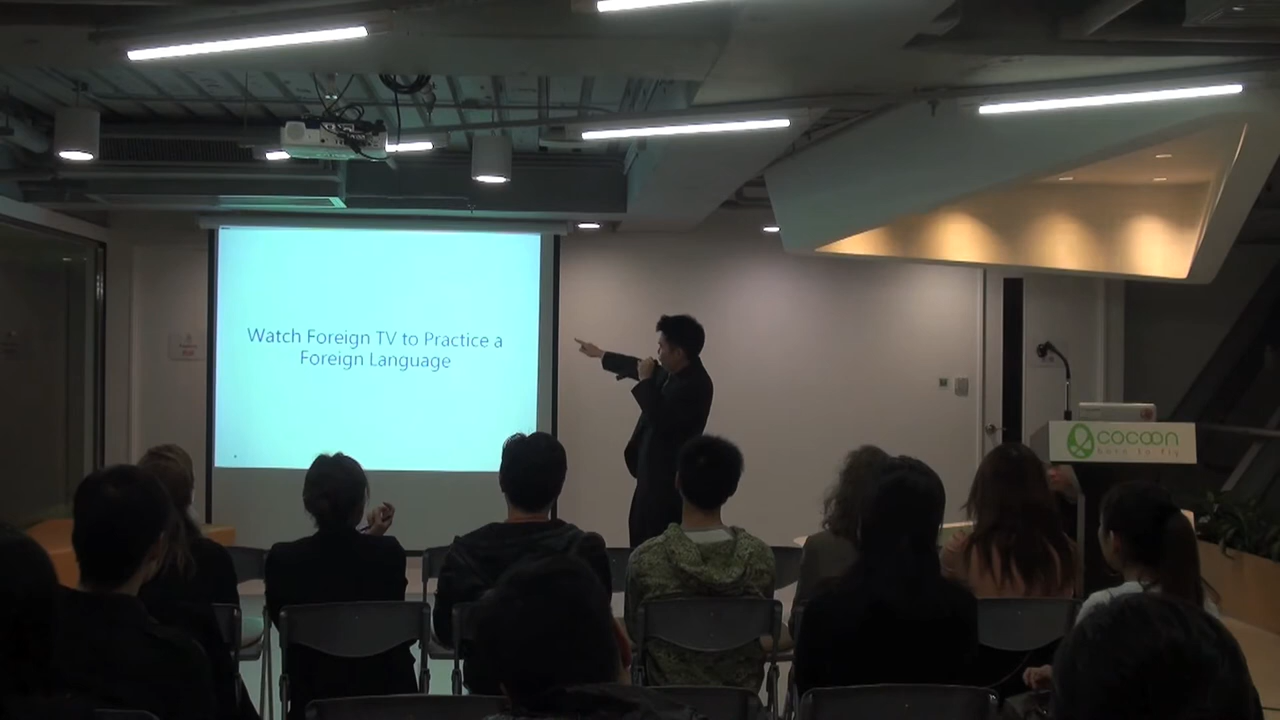 Watch Foreign TV to Practice a
Foreign Language
cocoon
born to fly